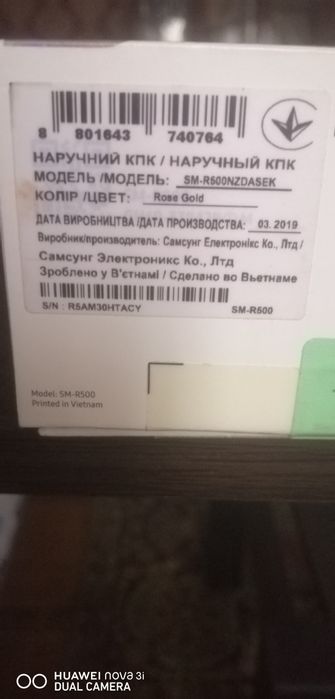 8 801643 740764
НАРУЧНИЙ КПК / НАРУЧНЫЙ КПК
МОДЕЛЬ /МОДЕЛЬ: SM-R500NZDASEK
КОЛІР /ЦВЕТ: Rose Gold
ДАТА ВИРОБНИЦТВА /ДАТА ПРОИЗВОДСТВА: 03. 2019
Виробник/производитель: Самсунг Електронікс Ко., Лтд /
Самсунг Электроникс Ко., Лтд
Зроблено у В'єтнамі / Сделано во Вьетнаме
S/N : R5AM30HTACY SM-R500
Model: SM-R500
Printed in Vietnam
HUAWEI nova 3i
DUAL CAMERA